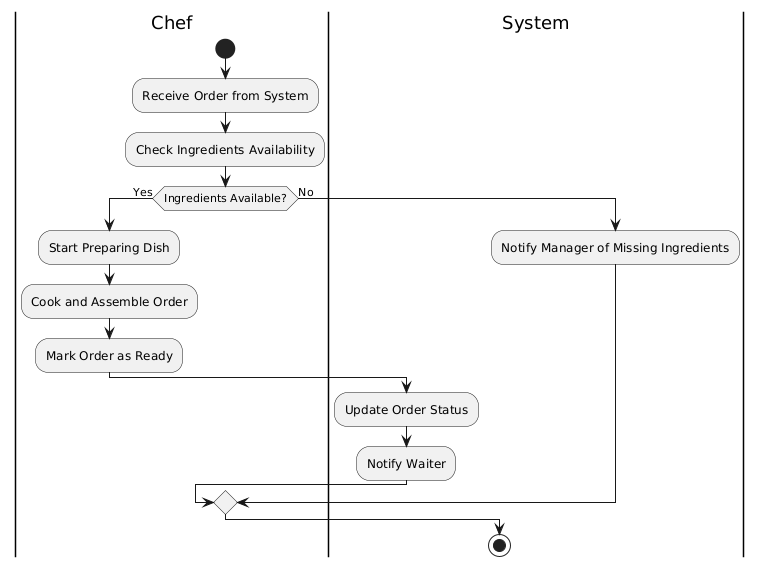 Chef
System
Receive Order from System
Check Ingredients Availability
Yes
Ingredients Available?
No
Start Preparing Dish
Notify Manager of Missing Ingredients
Cook and Assemble Order
Mark Order as Ready
Update Order Status
Notify Waiter